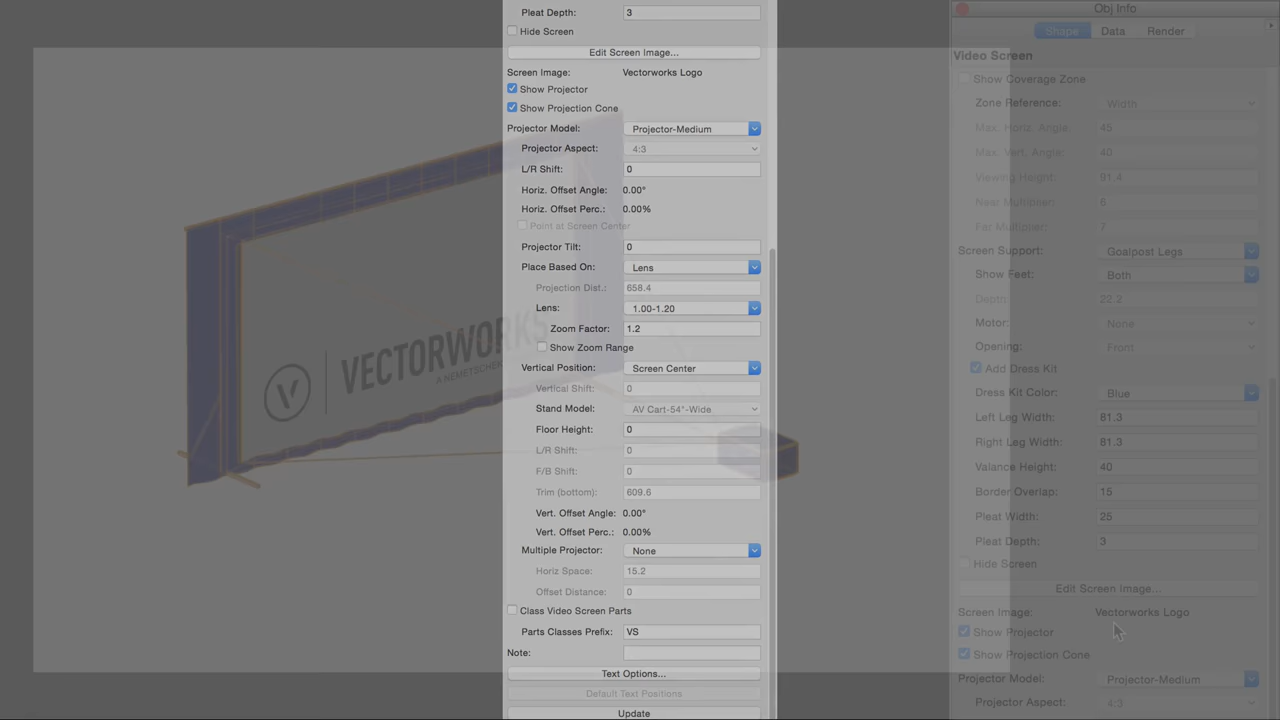 Pleat Depth: 3
Hide Screen
Edit Screen Image...
Screen Image: Vectorworks Logo
Show Projector
Show Projection Cone
Projector Model: Projector-Medium
Projector Aspect: 4:3
L/R Shift: 0
Horiz. Offset Angle: 0.00°
Horiz. Offset Perc.: 0.00%
Point at Screen Center
Projector Tilt: 0
Place Based On: Lens
Projection Dist.: 658.4
Lens: 1.00-1.20
Zoom Factor: 1.2
Show Zoom Range
Vertical Position: Screen Center
Vertical Shift: 0
Stand Model: AV Cart-54"-Wide
Floor Height: 0
L/R Shift: 0
F/B Shift: 0
Trim (bottom): 609.6
Vert. Offset Angle: 0.00°
Vert. Offset Perc.: 0.00%
Multiple Projector: None
Horiz Space: 15.2
Offset Distance: 0
Class Video Screen Parts
Parts Classes Prefix: VS
Note:
Text Options...
Default Text Positions
Update
VECTORWORKS
A NEMETSCHEK
Obj Info
Shape Data Render
Video Screen
Show Coverage Zone
Zone Reference: Width
Max. Horiz. Angle: 45
Max. Vert. Angle: 40
Viewing Height: 91.4
Near Multiplier: 6
Far Multiplier: 7
Screen Support: Goalpost Legs
Show Feet: Both
Depth: 22.2
Motor: None
Opening: Front
Add Dress Kit
Dress Kit Color: Blue
Left Leg Width: 81.3
Right Leg Width: 81.3
Valance Height: 40
Border Overlap: 15
Pleat Width: 25
Pleat Depth: 3
Hide Screen
Edit Screen Image...
Screen Image: Vectorworks Logo
Show Projector
Show Projection Cone
Projector Model: Projector-Medium
Projector Aspect: 4:3